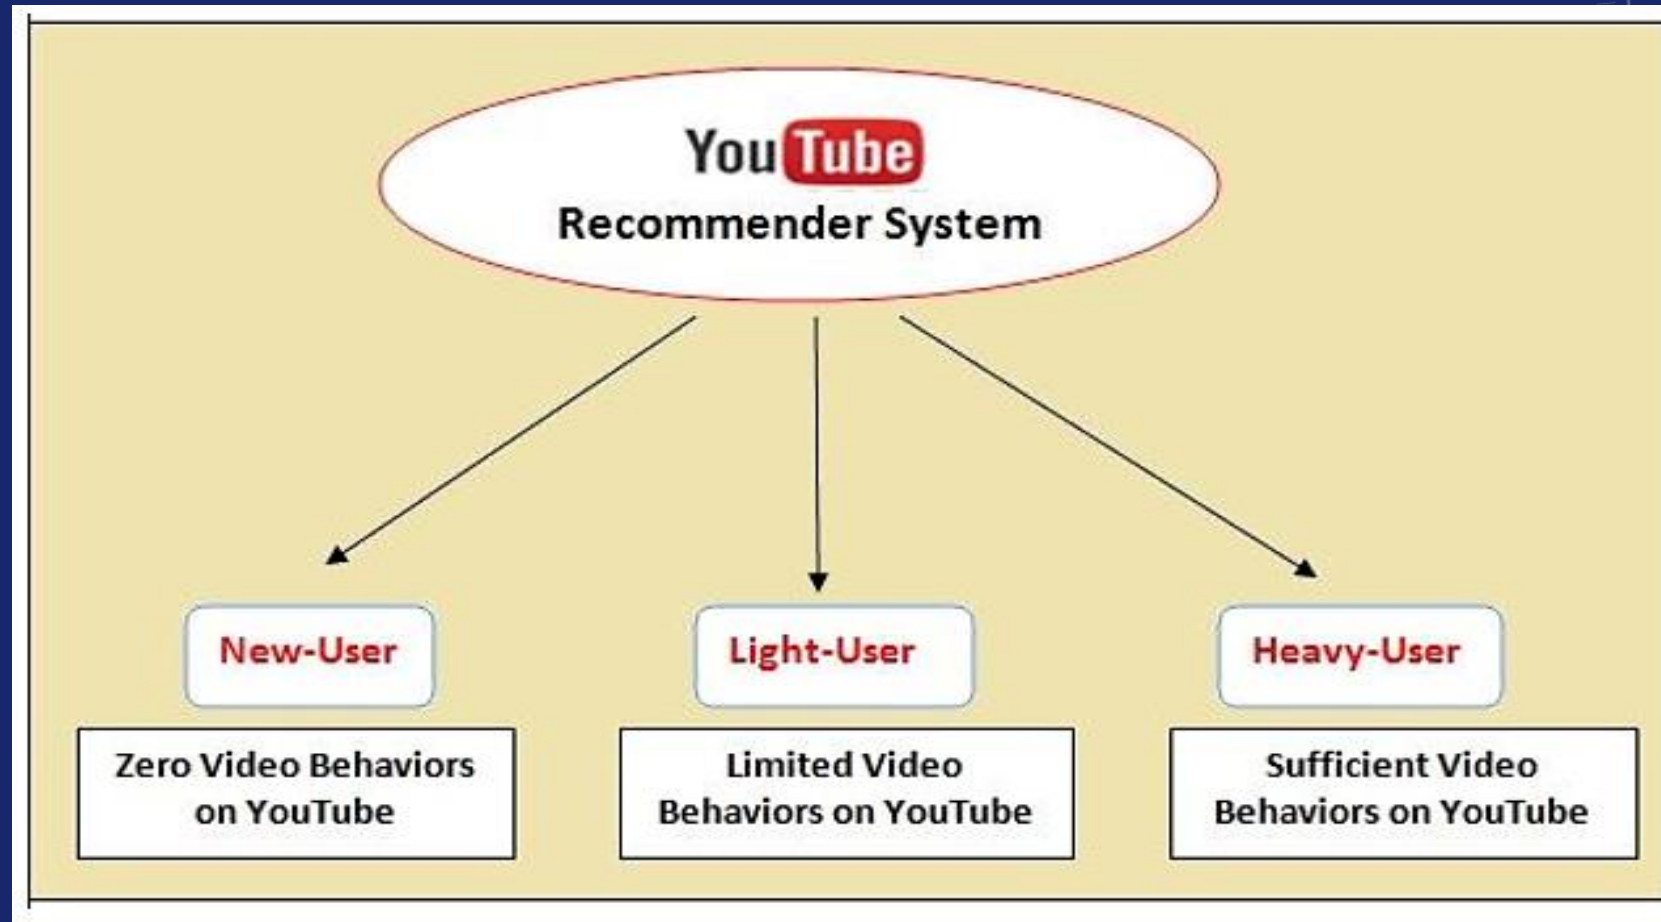 YouTube
Recommender System
New-User
Light-User
Heavy-User
Zero Video Behaviors
on YouTube
Limited Video
Behaviors on YouTube
Sufficient Video
Behaviors on YouTube